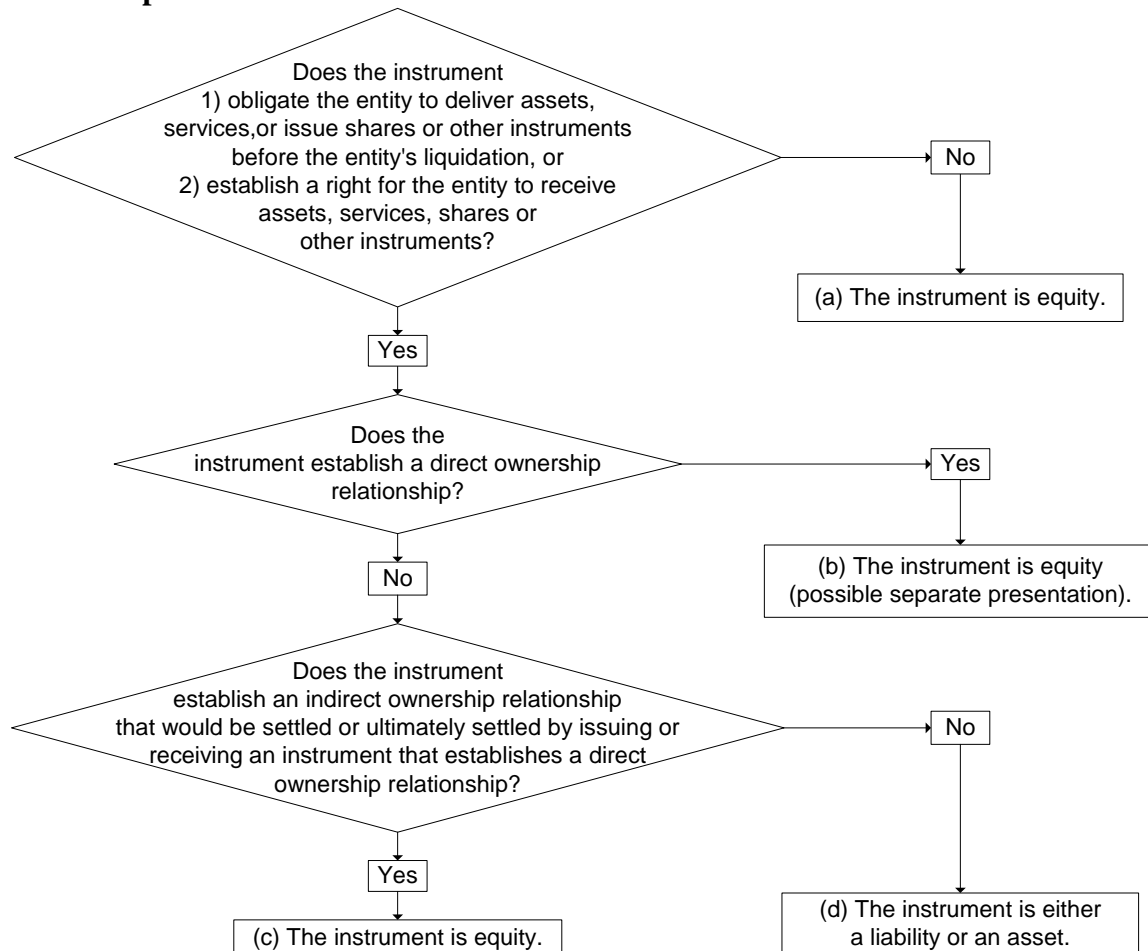 Does the instrument
1) obligate the entity to deliver assets,
services,or issue shares or other instruments
before the entity's liquidation, or
2) establish a right for the entity to receive
assets, services, shares or
other instruments?
No
(a) The instrument is equity.
Yes
Does the
instrument establish a direct ownership
relationship?
Yes
(b) The instrument is equity
(possible separate presentation).
No
Does the instrument
establish an indirect ownership relationship
that would be settled or ultimately settled by issuing or
receiving an instrument that establishes a direct
ownership relationship?
No
Yes
(c) The instrument is equity.
(d) The instrument is either
a liability or an asset.